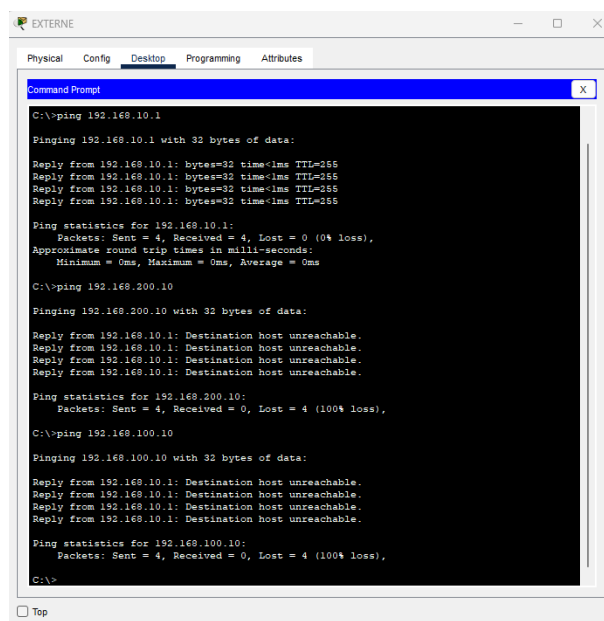 EXTERNE
Physical Config Desktop Programming Attributes
Command Prompt X
C:\>ping 192.168.10.1
Pinging 192.168.10.1 with 32 bytes of data:
Reply from 192.168.10.1: bytes=32 time<1ms TTL=255
Reply from 192.168.10.1: bytes=32 time<1ms TTL=255
Reply from 192.168.10.1: bytes=32 time<1ms TTL=255
Reply from 192.168.10.1: bytes=32 time<1ms TTL=255
Ping statistics for 192.168.10.1:
Packets: Sent = 4, Received = 4, Lost = 0 (0% loss),
Approximate round trip times in milli-seconds:
Minimum = 0ms, Maximum = 0ms, Average = 0ms
C:\>ping 192.168.200.10
Pinging 192.168.200.10 with 32 bytes of data:
Reply from 192.168.10.1: Destination host unreachable.
Reply from 192.168.10.1: Destination host unreachable.
Reply from 192.168.10.1: Destination host unreachable.
Reply from 192.168.10.1: Destination host unreachable.
Ping statistics for 192.168.200.10:
Packets: Sent = 4, Received = 0, Lost = 4 (100% loss),
C:\>ping 192.168.100.10
Pinging 192.168.100.10 with 32 bytes of data:
Reply from 192.168.10.1: Destination host unreachable.
Reply from 192.168.10.1: Destination host unreachable.
Reply from 192.168.10.1: Destination host unreachable.
Reply from 192.168.10.1: Destination host unreachable.
Ping statistics for 192.168.100.10:
Packets: Sent = 4, Received = 0, Lost = 4 (100% loss),
C:\>
Top